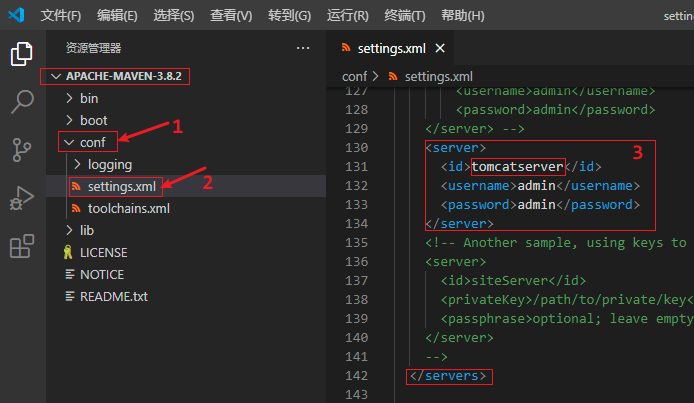 文件(F) 编辑(E) 选择(S) 查看(V) 转到(G) 运行(R) 终端(T) 帮助(H) settin
资源管理器 ···
APACHE-MAVEN-3.8.2
bin
boot
conf 1
logging
settings.xml 2
toolchains.xml
lib
LICENSE
NOTICE
README.txt
settings.xml
conf > settings.xml
127 <username>admin</username>
128 <password>admin</password>
129 </server> -->
130 <server> 3
131 <id>tomcatserver</id>
132 <username>admin</username>
133 <password>admin</password>
134 </server>
135 <!-- Another sample, using keys to
136 <server>
137 <id>siteServer</id>
138 <privateKey>/path/to/private/key<
139 <passphrase>optional; leave empty
140 </server>
141 -->
142 </servers>
143